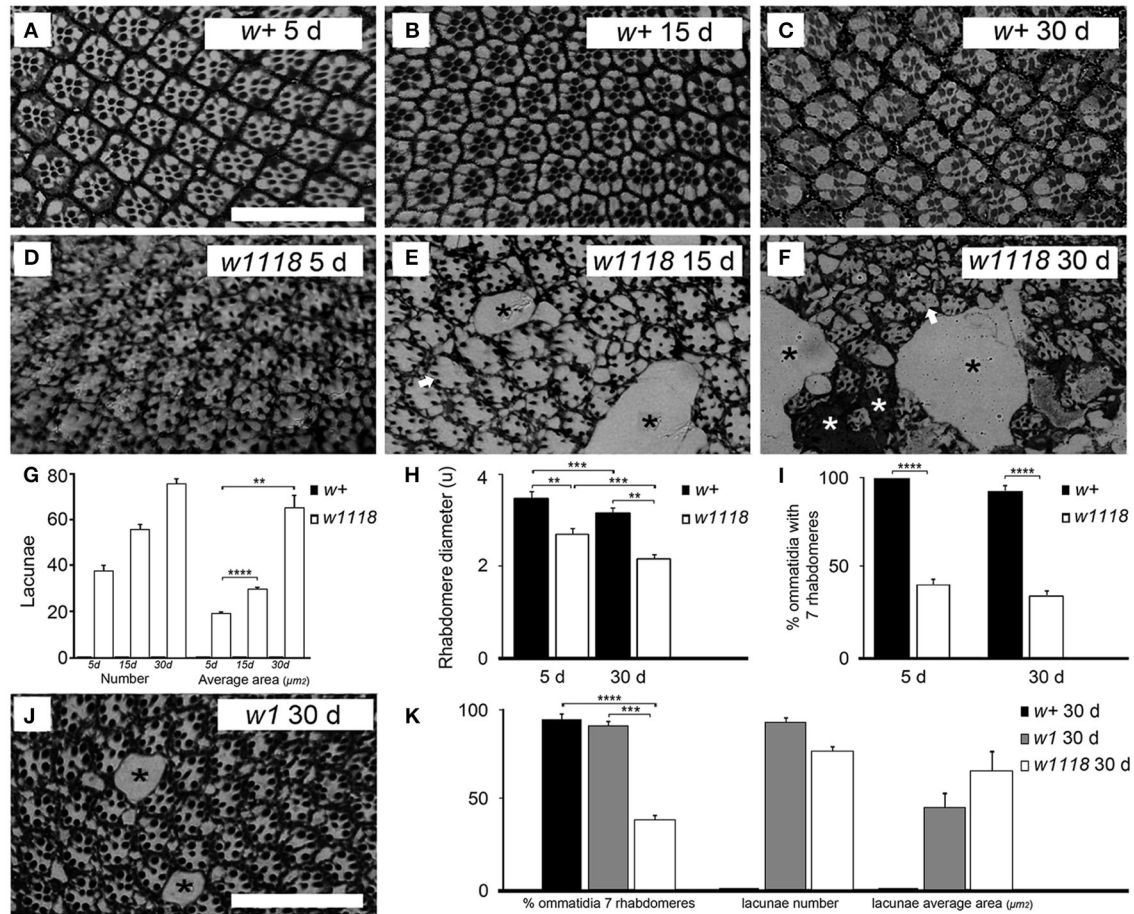 A
w+ 5 d
B
w+ 15 d
C
w+ 30 d
D
w1118 5 d
E
w1118 15 d
*
*
F
w1118 30 d
*
*
*
*
G
Lacunae
80
60
40
20
0
**
****
w+
w1118
5d 15d 30d 5d 15d 30d
Number Average area (µm2)
H
Rhabdomere diameter (u)
4
2
0
***
** ***
**
w+
w1118
5 d 30 d
I
% ommatidia with
7 rhabdomeres
100
50
0
**** ****
w+
w1118
5 d 30 d
J
w1 30 d
*
*
K
100
50
0
****
***
w+ 30 d
w1 30 d
w1118 30 d
% ommatidia 7 rhabdomeres lacunae number lacunae average area (µm2)